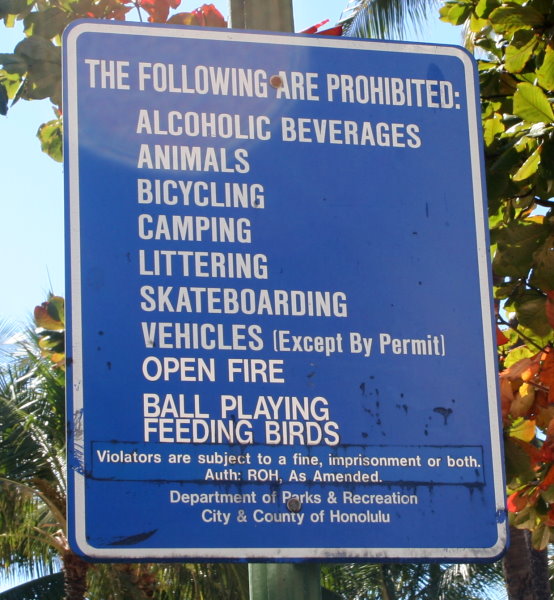 THE FOLLOWING ARE PROHIBITED:
ALCOHOLIC BEVERAGES
ANIMALS
BICYCLING
CAMPING
LITTERING
SKATEBOARDING
VEHICLES (Except By Permit)
OPEN FIRE
BALL PLAYING
FEEDING BIRDS
Violators are subject to a fine, imprisonment or both.
Auth: ROH, As Amended.
Department of Parks & Recreation
City & County of Honolulu